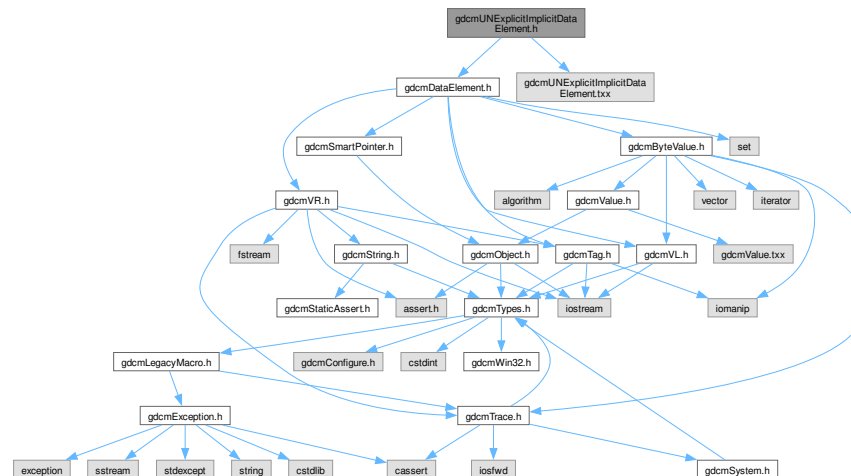 gdcmUNExplicitImplicitData
Element.h
gdcmDataElement.h
gdcmUNExplicitImplicitData
Element.txx
gdcmSmartPointer.h
gdcmByteValue.h
set
gdcmVR.h
algorithm
gdcmValue.h
vector
iterator
fstream
gdcmString.h
gdcmObject.h
gdcmTag.h
gdcmVL.h
gdcmValue.txx
gdcmStaticAssert.h
assert.h
gdcmTypes.h
iostream
iomanip
gdcmLegacyMacro.h
gdcmConfigure.h
cstdint
gdcmWin32.h
gdcmException.h
gdcmTrace.h
exception
sstream
stdexcept
string
cstdlib
cassert
iosfwd
gdcmSystem.h